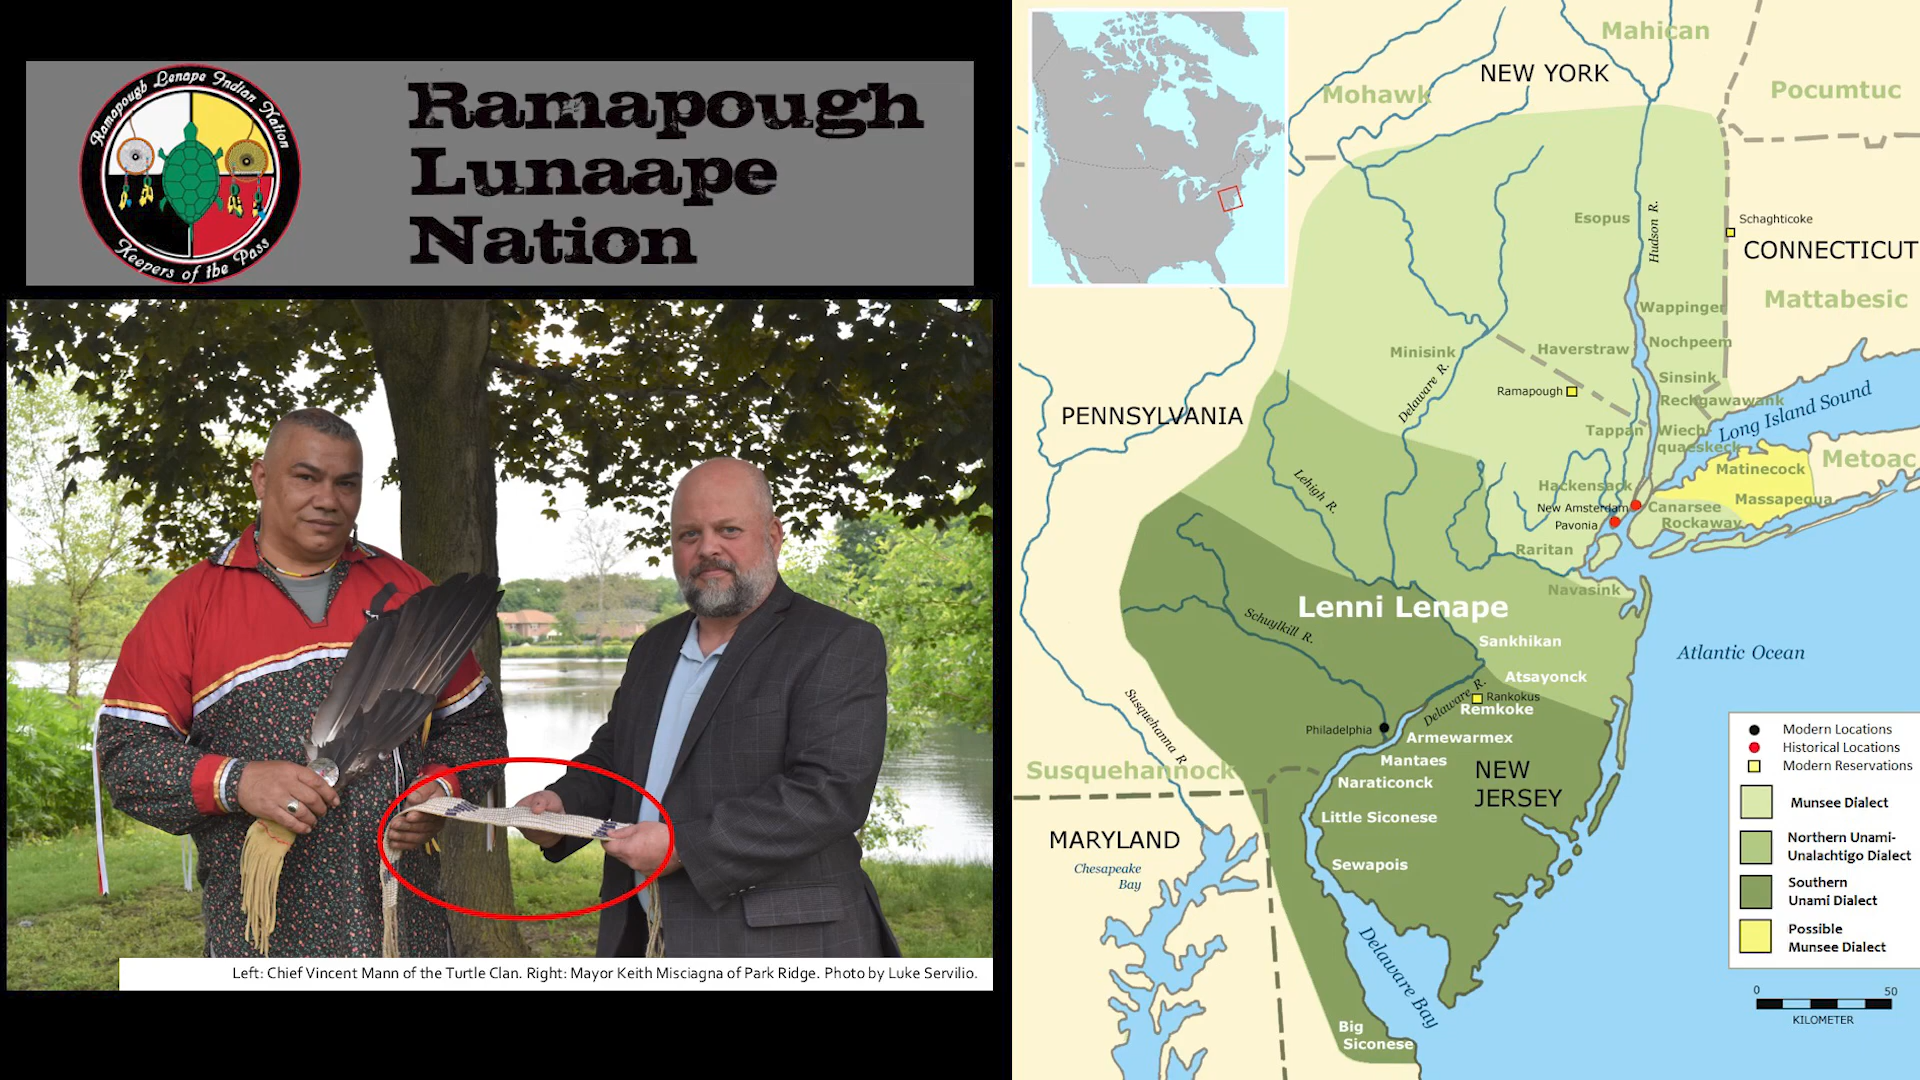 Ramapough Lenape Indian Nation
Keepers of the Pass
Ramapough
Lunaape
Nation
Left: Chief Vincent Mann of the Turtle Clan. Right: Mayor Keith Misciagna of Park Ridge. Photo by Luke Servilio.
Mahican
NEW YORK
Mohawk
Pocumtuc
Esopus
Hudson R.
Schaghticoke
CONNECTICUT
Mattabesic
Wappinger
Nochpeem
Haverstraw
Minisink
Delaware R.
Sinsink
Ramapough
Rechgawawank
Long Island Sound
PENNSYLVANIA
Tappan
Wiech-
quaeskeck
Metoac
Matinecock
Lehigh R.
Hackensack
Massapequa
New Amsterdam
Canarsee
Pavonia
Rockaway
Raritan
Navasink
Lenni Lenape
Schuylkill R.
Sankhikan
Atsayonck
Atlantic Ocean
Susquehanna R.
Delaware R.
Rankokus
Remkoke
Philadelphia
Armewarmex
Mantaes
Susquehannock
Naraticonck
NEW
JERSEY
Little Siconese
MARYLAND
Chesapeake
Bay
Sewapois
Delaware Bay
Big
Siconese
Modern Locations
Historical Locations
Modern Reservations
Munsee Dialect
Northern Unami-
Unalachtigo Dialect
Southern
Unami Dialect
Possible
Munsee Dialect
0
50
KILOMETER